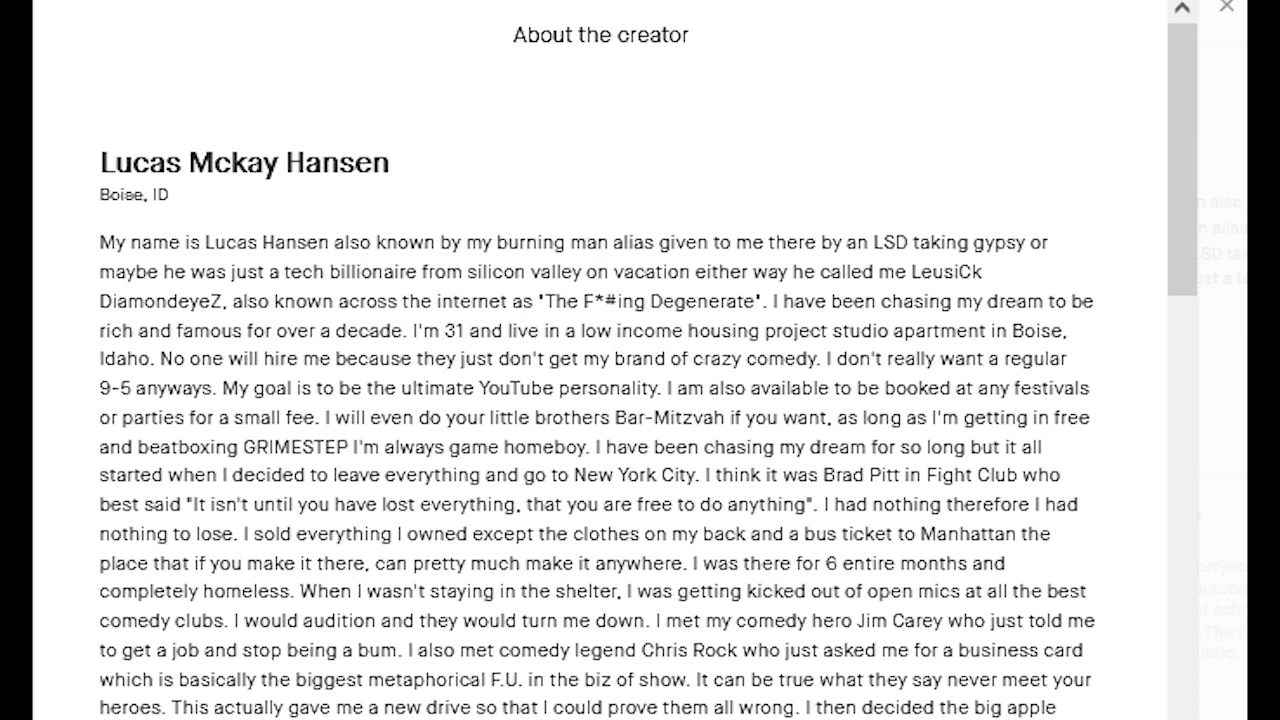 About the creator
Lucas Mckay Hansen
Boise, ID
My name is Lucas Hansen also known by my burning man alias given to me there by an LSD taking gypsy or
maybe he was just a tech billionaire from silicon valley on vacation either way he called me LeusiCk
DiamondeyeZ, also known across the internet as "The F*#ing Degenerate". I have been chasing my dream to be
rich and famous for over a decade. I'm 31 and live in a low income housing project studio apartment in Boise,
Idaho. No one will hire me because they just don't get my brand of crazy comedy. I don't really want a regular
9-5 anyways. My goal is to be the ultimate YouTube personality. I am also available to be booked at any festivals
or parties for a small fee. I will even do your little brothers Bar-Mitzvah if you want, as long as I'm getting in free
and beatboxing GRIMESTEP I'm always game homeboy. I have been chasing my dream for so long but it all
started when I decided to leave everything and go to New York City. I think it was Brad Pitt in Fight Club who
best said "It isn't until you have lost everything, that you are free to do anything". I had nothing therefore I had
nothing to lose. I sold everything I owned except the clothes on my back and a bus ticket to Manhattan the
place that if you make it there, can pretty much make it anywhere. I was there for 6 entire months and
completely homeless. When I wasn't staying in the shelter, I was getting kicked out of open mics at all the best
comedy clubs. I would audition and they would turn me down. I met my comedy hero Jim Carey who just told me
to get a job and stop being a bum. I also met comedy legend Chris Rock who just asked me for a business card
which is basically the biggest metaphorical F.U. in the biz of show. It can be true what they say never meet your
heroes. This actually gave me a new drive so that I could prove them all wrong. I then decided the big apple